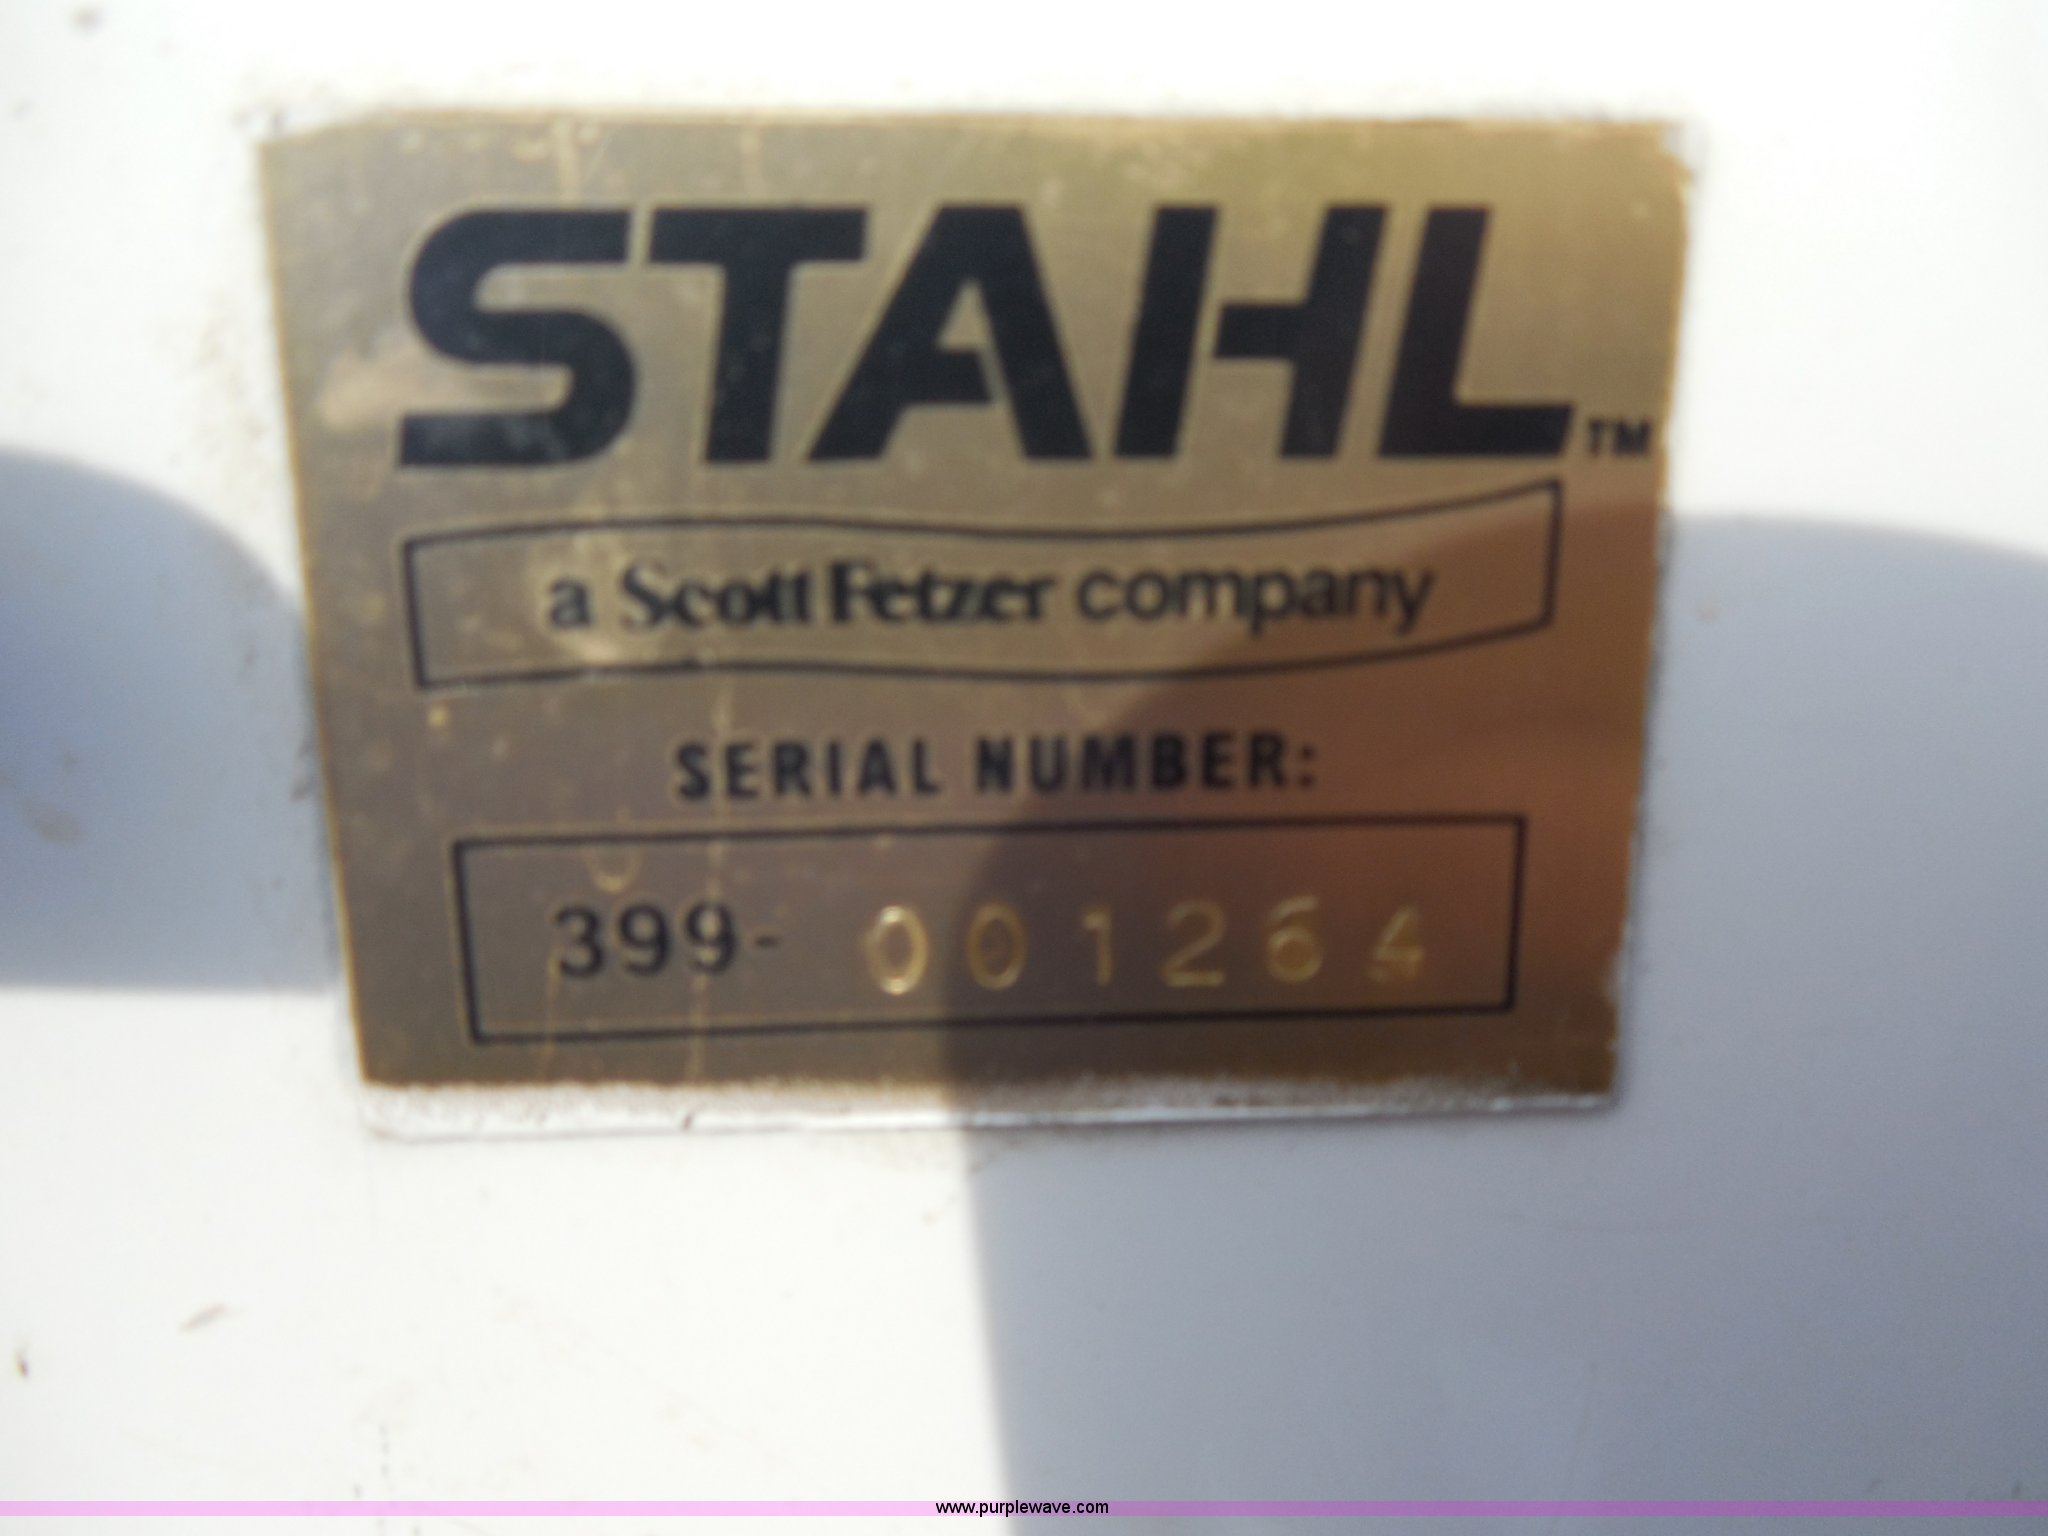 STAHL™
a Scott Fetzer company
SERIAL NUMBER:
399-001264
www.purplewave.com